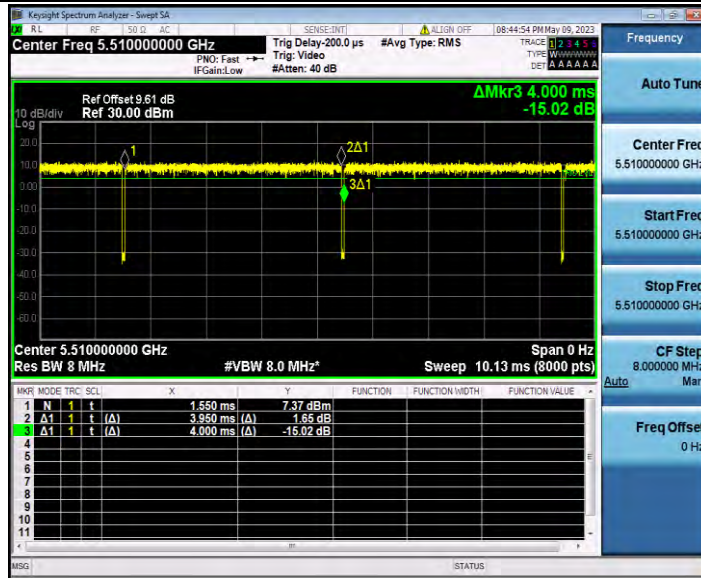 Keysight Spectrum Analyzer - Swept SA
RL RF 50 Ω AC SENSE:INT ALIGN OFF 08:44:54 PM May 09, 2023
Center Freq 5.510000000 GHz
PNO: Fast
IFGain:Low
Trig Delay-200.0 µs
Trig: Video
#Atten: 40 dB
#Avg Type: RMS
TRACE 1 2 3 4 5 6
TYPE WWWWWWW
DET A A A A A A
10 dB/div
Log
Ref Offset 9.61 dB
Ref 30.00 dBm
ΔMkr3 4.000 ms
-15.02 dB
20.0
10.0
0.00
-10.0
-20.0
-30.0
-40.0
-50.0
-60.0
1
2Δ1
3Δ1
Center 5.510000000 GHz Span 0 Hz
Res BW 8 MHz #VBW 8.0 MHz* Sweep 10.13 ms (8000 pts)
MKR MODE TRC SCL X Y FUNCTION FUNCTION WIDTH FUNCTION VALUE
1 N 1 t 1.550 ms 7.37 dBm
2 Δ1 1 t (Δ) 3.950 ms (Δ) 1.65 dB
3 Δ1 1 t (Δ) 4.000 ms (Δ) -15.02 dB
4
5
6
7
8
9
10
11
MSG STATUS
Frequency
Auto Tune
Center Freq
5.510000000 GHz
Start Freq
5.510000000 GHz
Stop Freq
5.510000000 GHz
CF Step
8.000000 MHz
Auto Man
Freq Offset
0 Hz